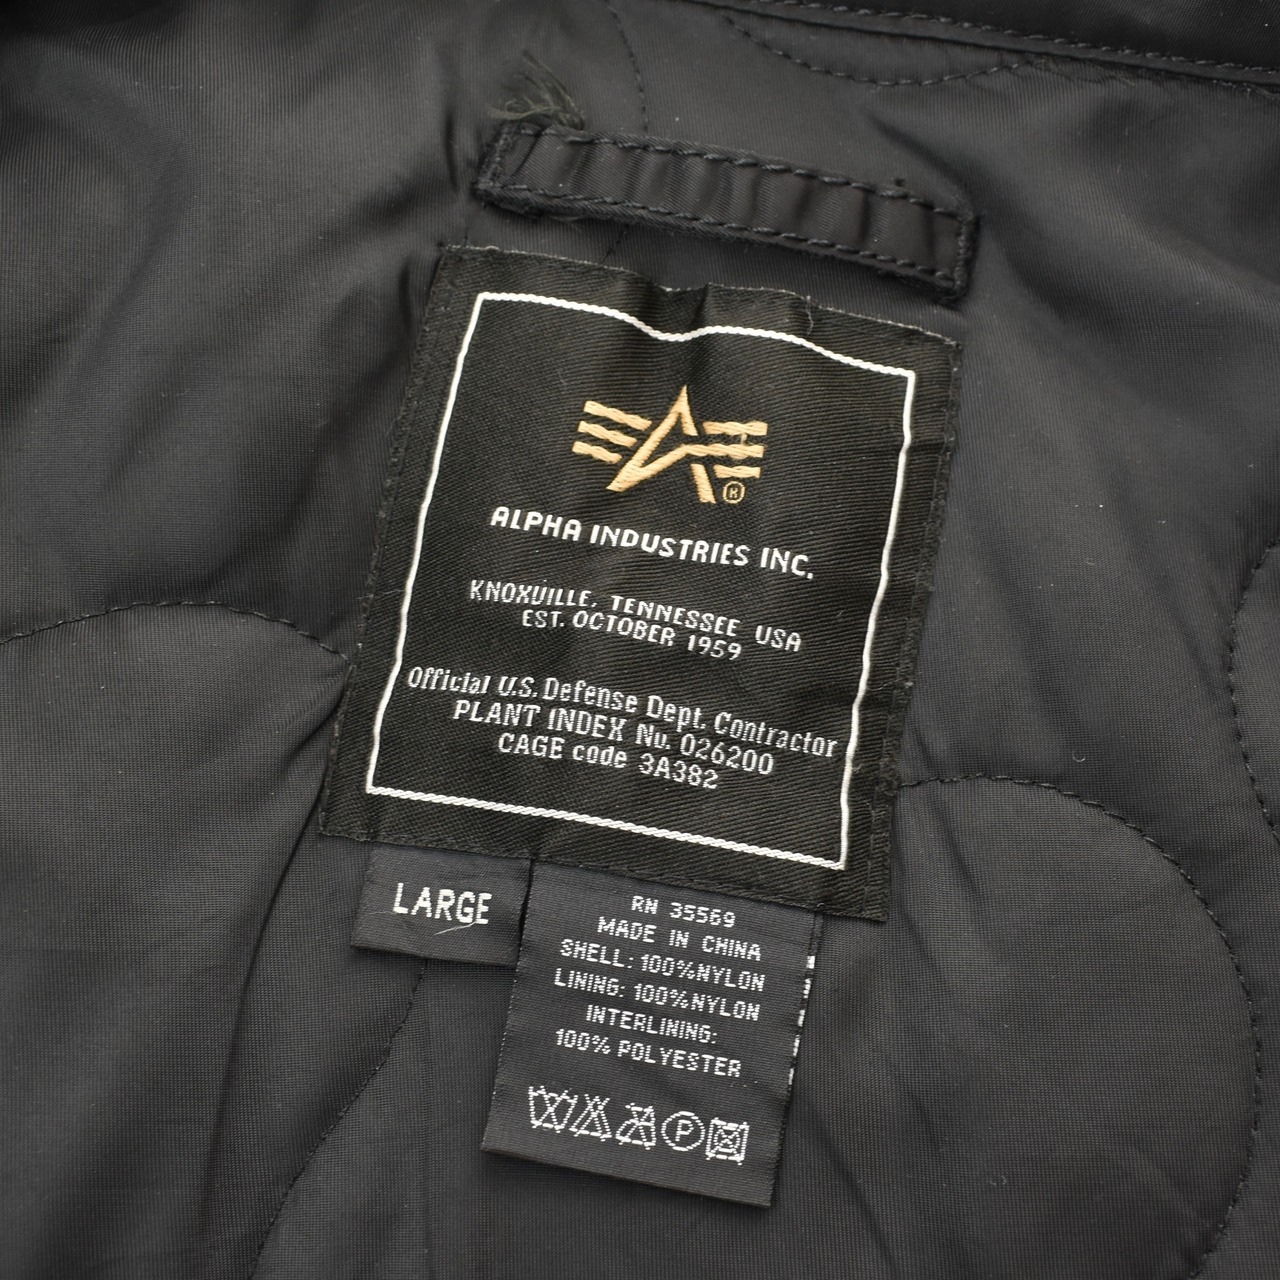 ALPHA INDUSTRIES INC.
KNOXVILLE, TENNESSEE USA
EST. OCTOBER 1959
Official U.S. Defense Dept. Contractor
PLANT INDEX No. 026200
CAGE code 3A382
LARGE
RN 35569
MADE IN CHINA
SHELL: 100%NYLON
LINING: 100%NYLON
INTERLINING:
100% POLYESTER
P